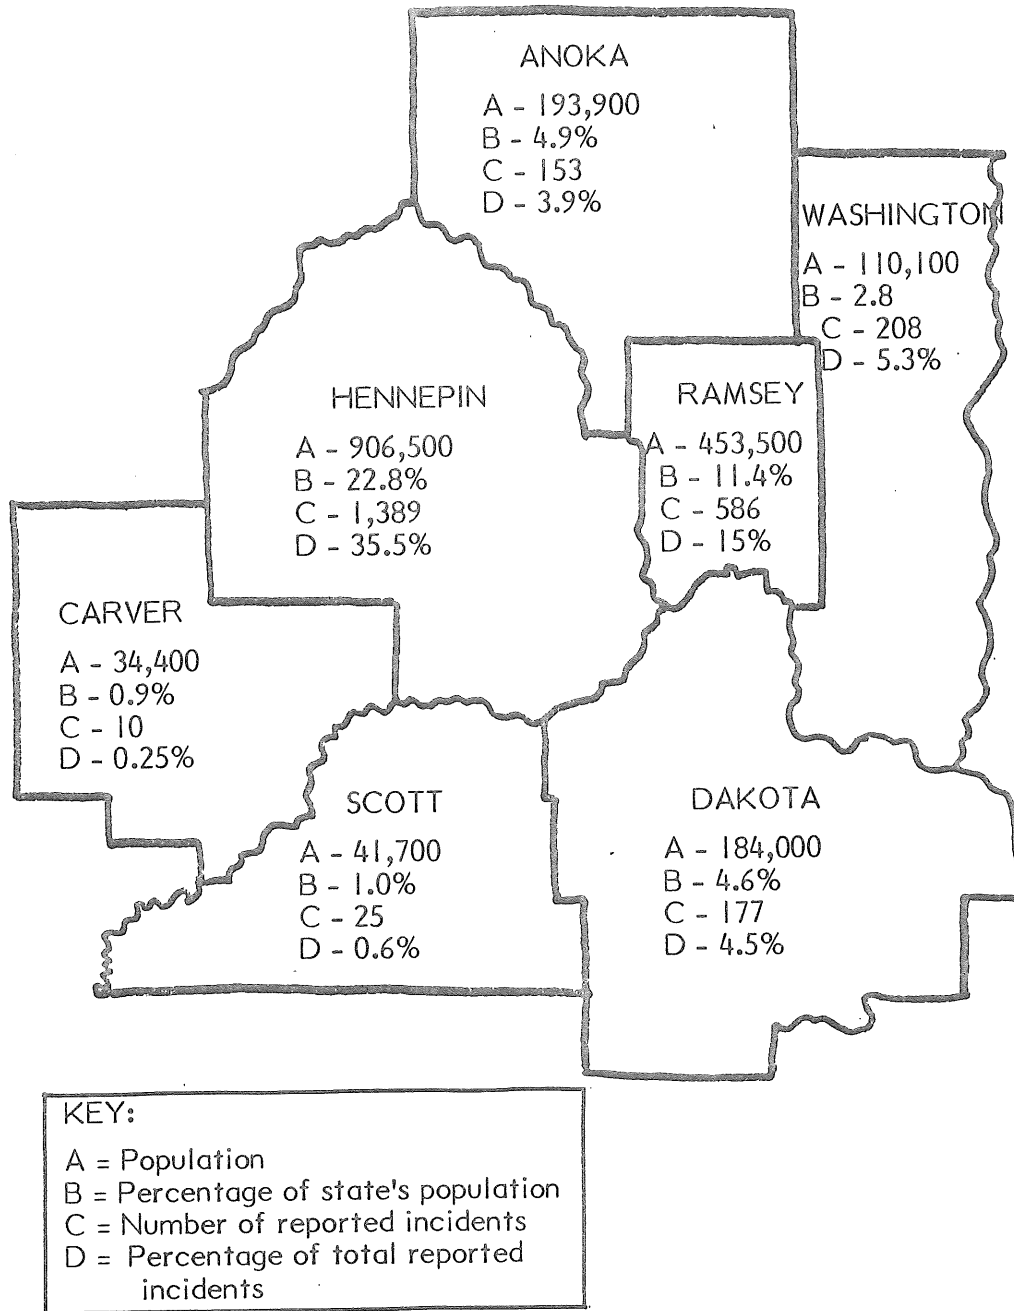 ANOKA
A - 193,900
B - 4.9%
C - 153
D - 3.9%
WASHINGTON
A - 110,100
B - 2.8
C - 208
D - 5.3%
HENNEPIN
A - 906,500
B - 22.8%
C - 1,389
D - 35.5%
RAMSEY
A - 453,500
B - 11.4%
C - 586
D - 15%
CARVER
A - 34,400
B - 0.9%
C - 10
D - 0.25%
SCOTT
A - 41,700
B - 1.0%
C - 25
D - 0.6%
DAKOTA
A - 184,000
B - 4.6%
C - 177
D - 4.5%
KEY:
A = Population
B = Percentage of state's population
C = Number of reported incidents
D = Percentage of total reported
incidents